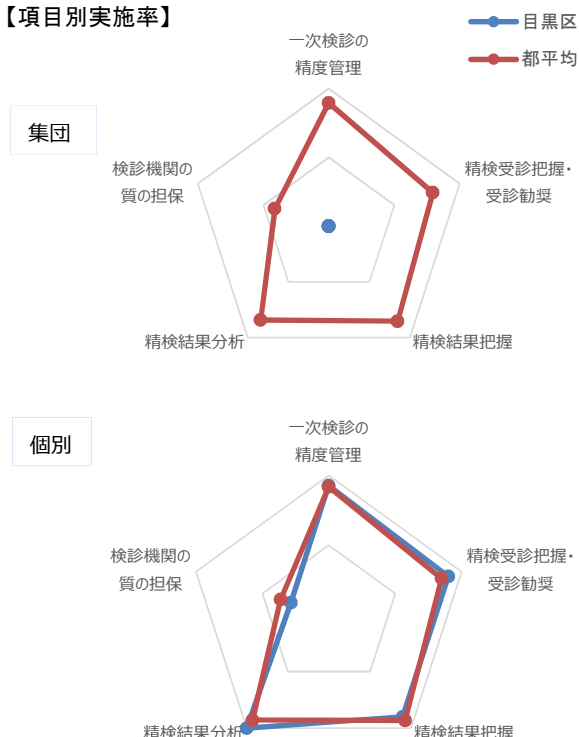 【項目別実施率】
目黒区
都平均
集団
一次検診の
精度管理
精検受診把握・
受診勧奨
精検結果把握
精検結果分析
検診機関の
質の担保
個別
一次検診の
精度管理
精検受診把握・
受診勧奨
精検結果把握
精検結果分析
検診機関の
質の担保